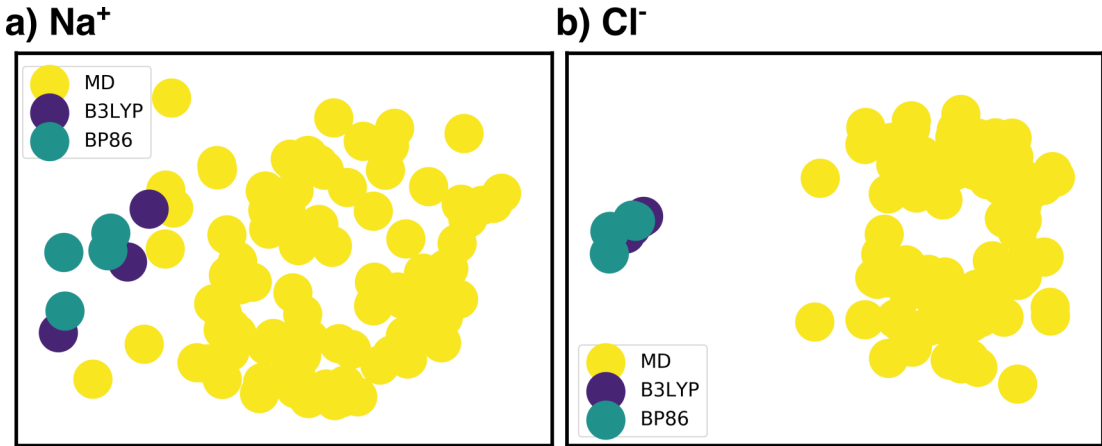 a) Na⁺
MD
B3LYP
BP86
b) Cl⁻
MD
B3LYP
BP86